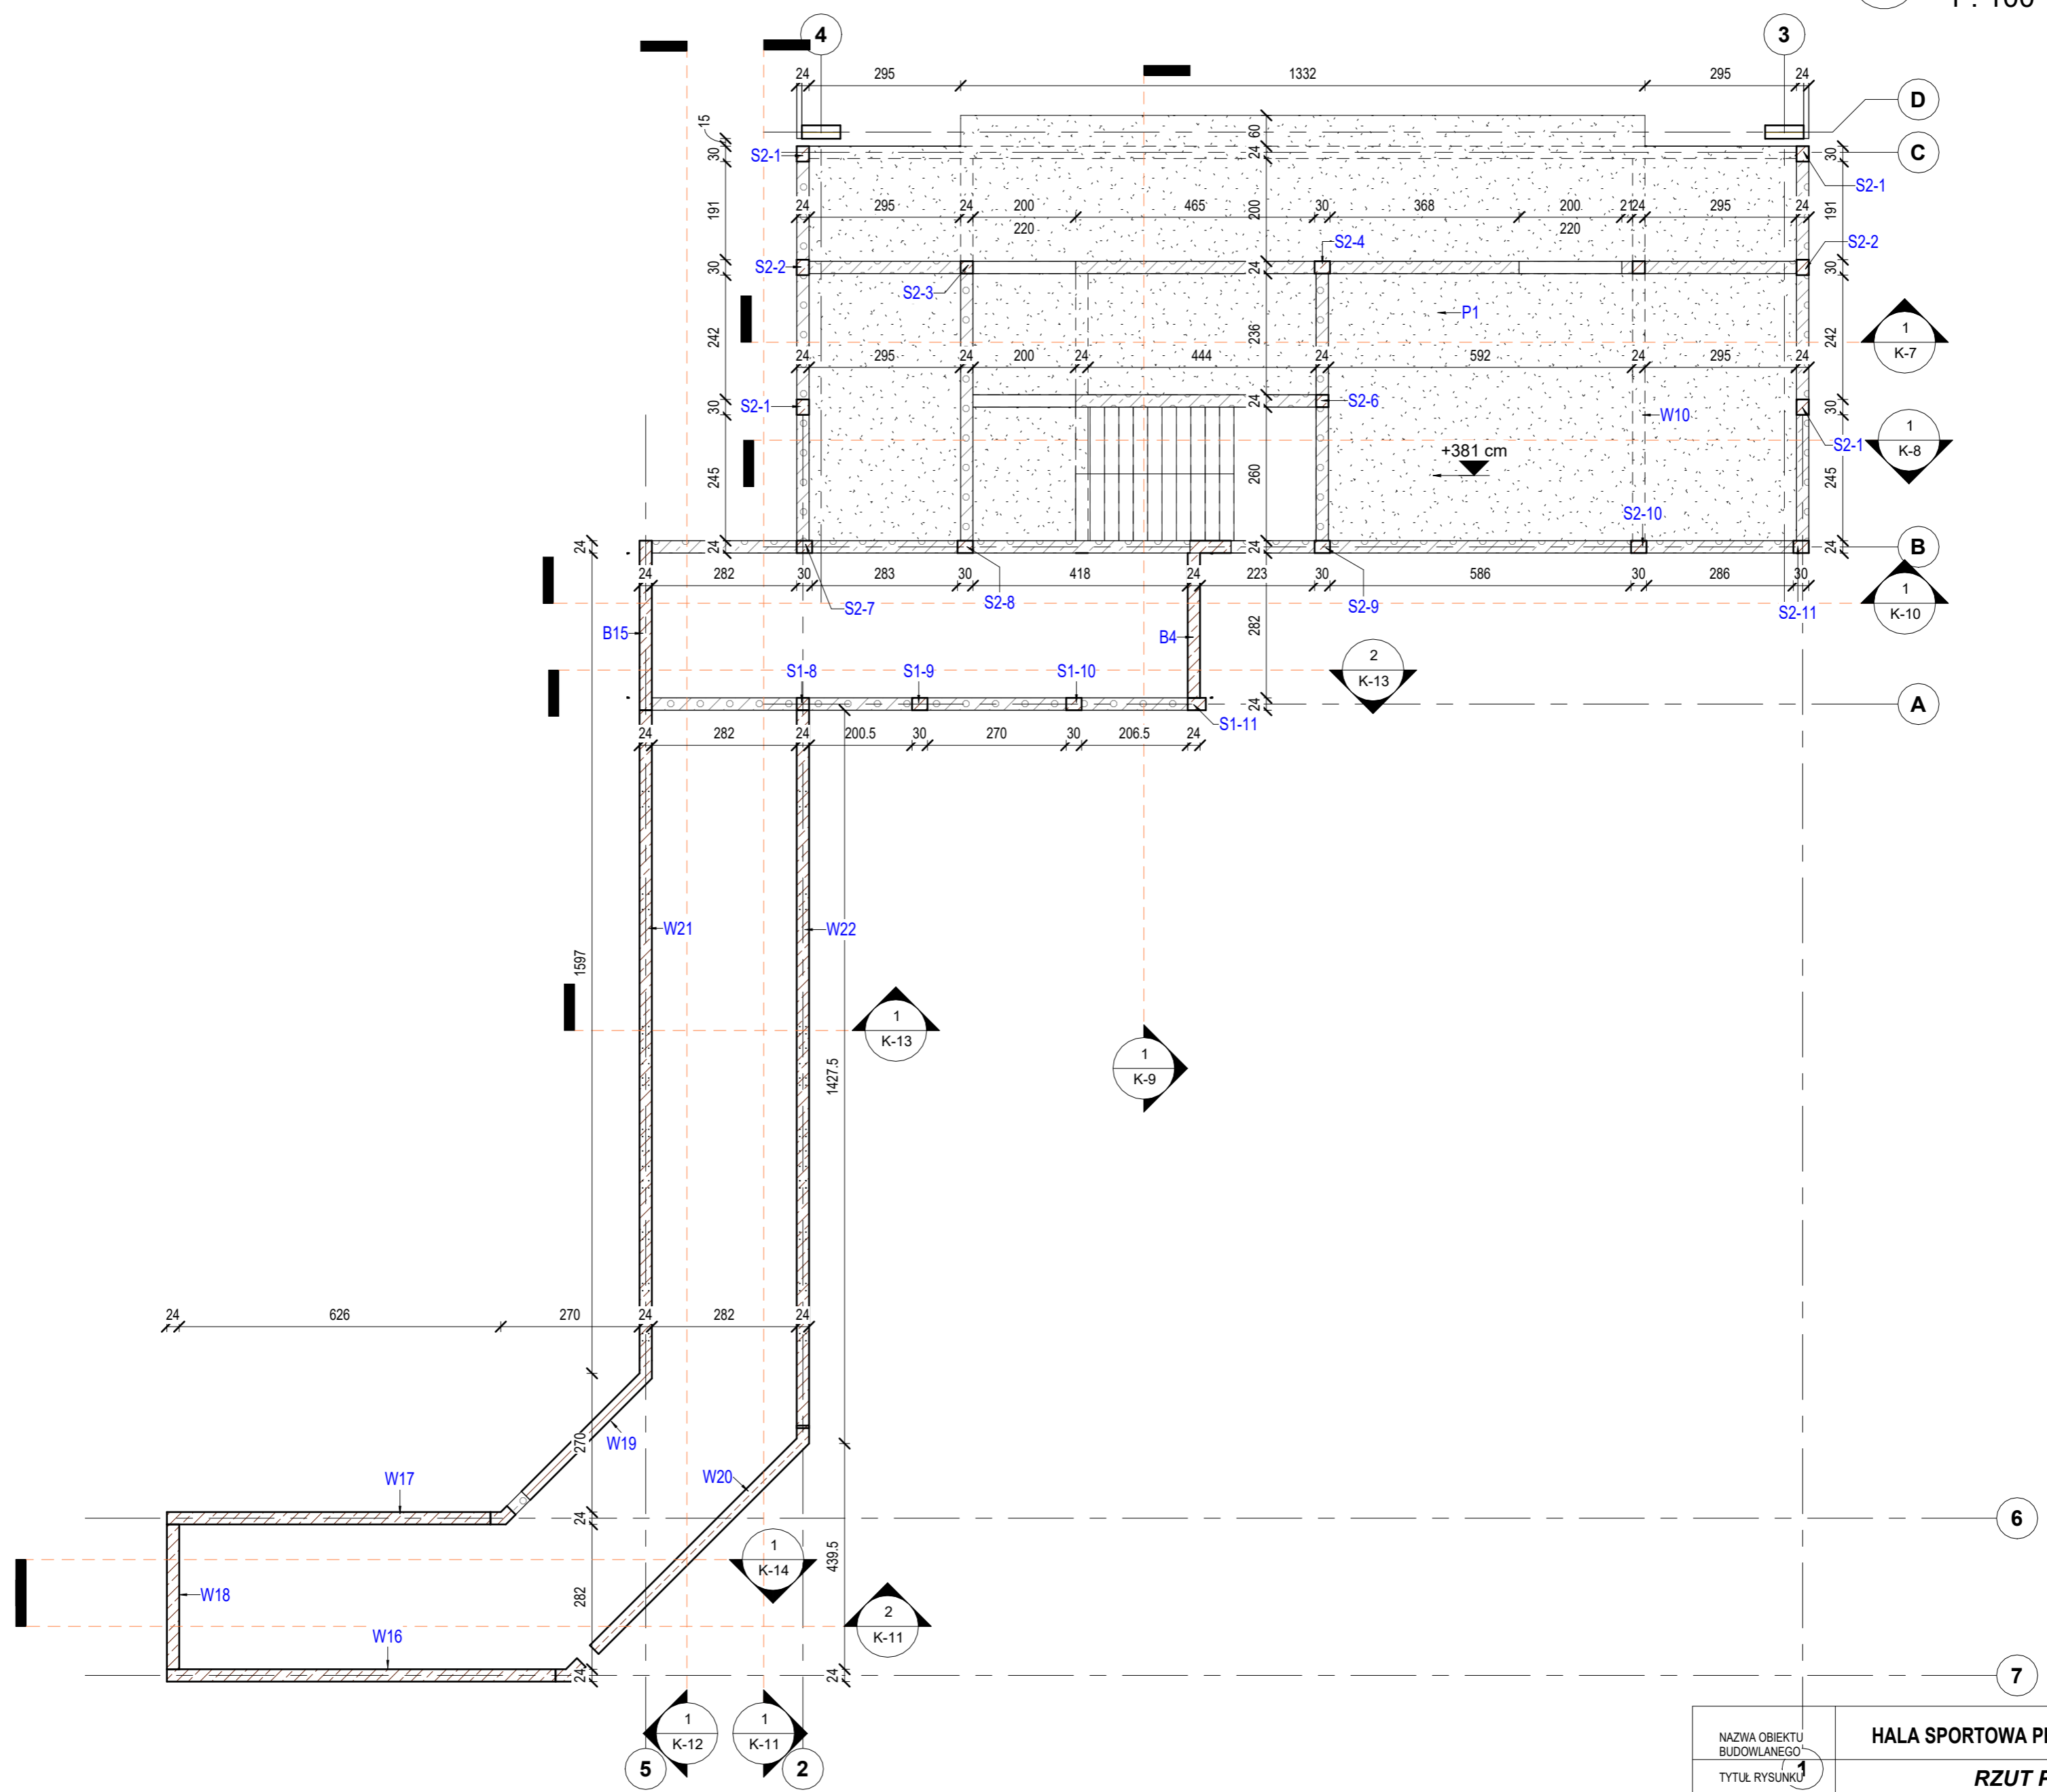 1 : 100
4
3
24 295 1332 295 24
D
15
60
30
24
C
30
S2-1
S2-1
191
200
191
24 295 24 200 465 30 368 200 2124 295 24
220 220
S2-4
S2-2
S2-2
30
24
30
S2-3
P1
242
236
242
1
K-7
24 295 24 200 24 444 24 592 24 295 24
30
24
30
S2-1
S2-6
W10
S2-1
1
K-8
+381 cm
245
260
245
S2-10
24
24
24
24
B
24 282 30 283 30 418 24 223 30 586 30 286 30
S2-7
S2-8
S2-9
S2-11
1
K-10
B15
B4
282
2
K-13
S1-8
S1-9
S1-10
24
A
S1-11
24 282 24 200.5 30 270 30 206.5 24
W21
W22
1597
1
K-13
1427.5
1
K-9
24 626 270 24 282 24
270
W19
W17
W20
24
6
1
K-14
439.5
W18
282
2
K-11
W16
24
24
7
1
K-12
1
K-11
5
2
1
NAZWA OBIEKTU
BUDOWLANEGO
HALA SPORTOWA
TYTUŁ RYSUNKU
RZUT